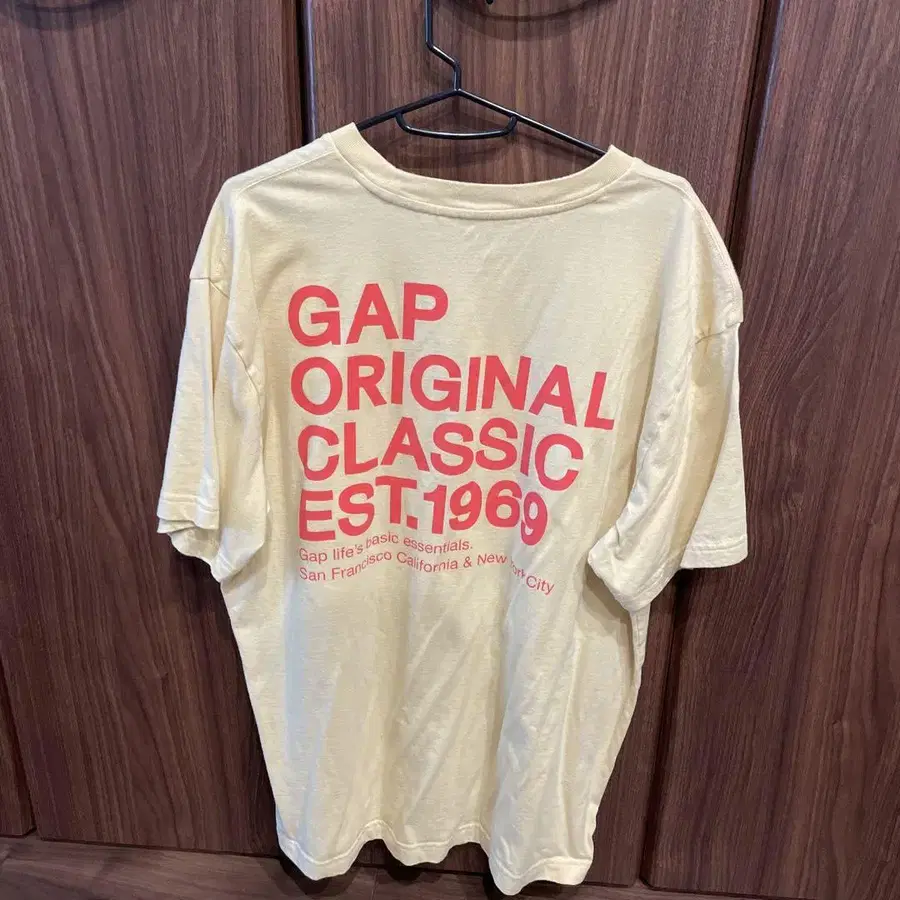 GAP
ORIGINAL
CLASSIC
EST.1969
Gap life's basic essentials.
San Francisco California & New York City